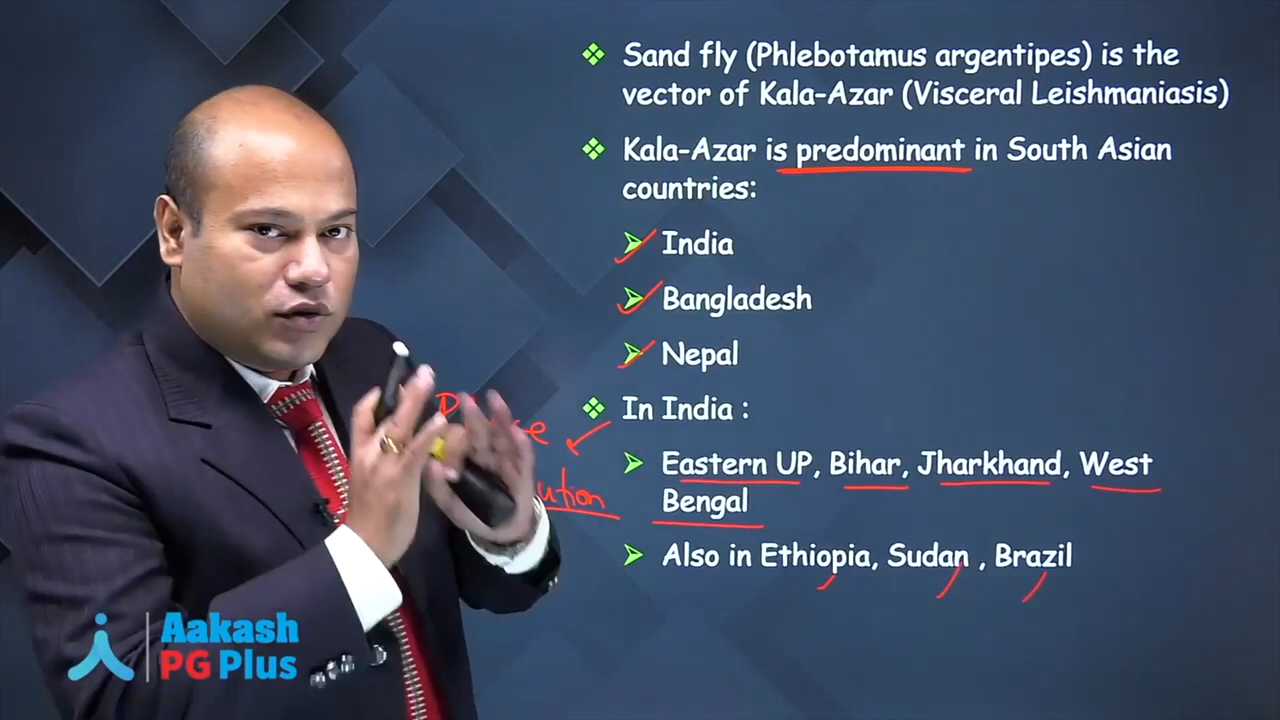 Sand fly (Phlebotamus argentipes) is the
vector of Kala-Azar (Visceral Leishmaniasis)
Kala-Azar is predominant in South Asian
countries:
India
Bangladesh
Nepal
In India :
Eastern UP, Bihar, Jharkhand, West
Bengal
Also in Ethiopia, Sudan , Brazil
Aakash
PG Plus